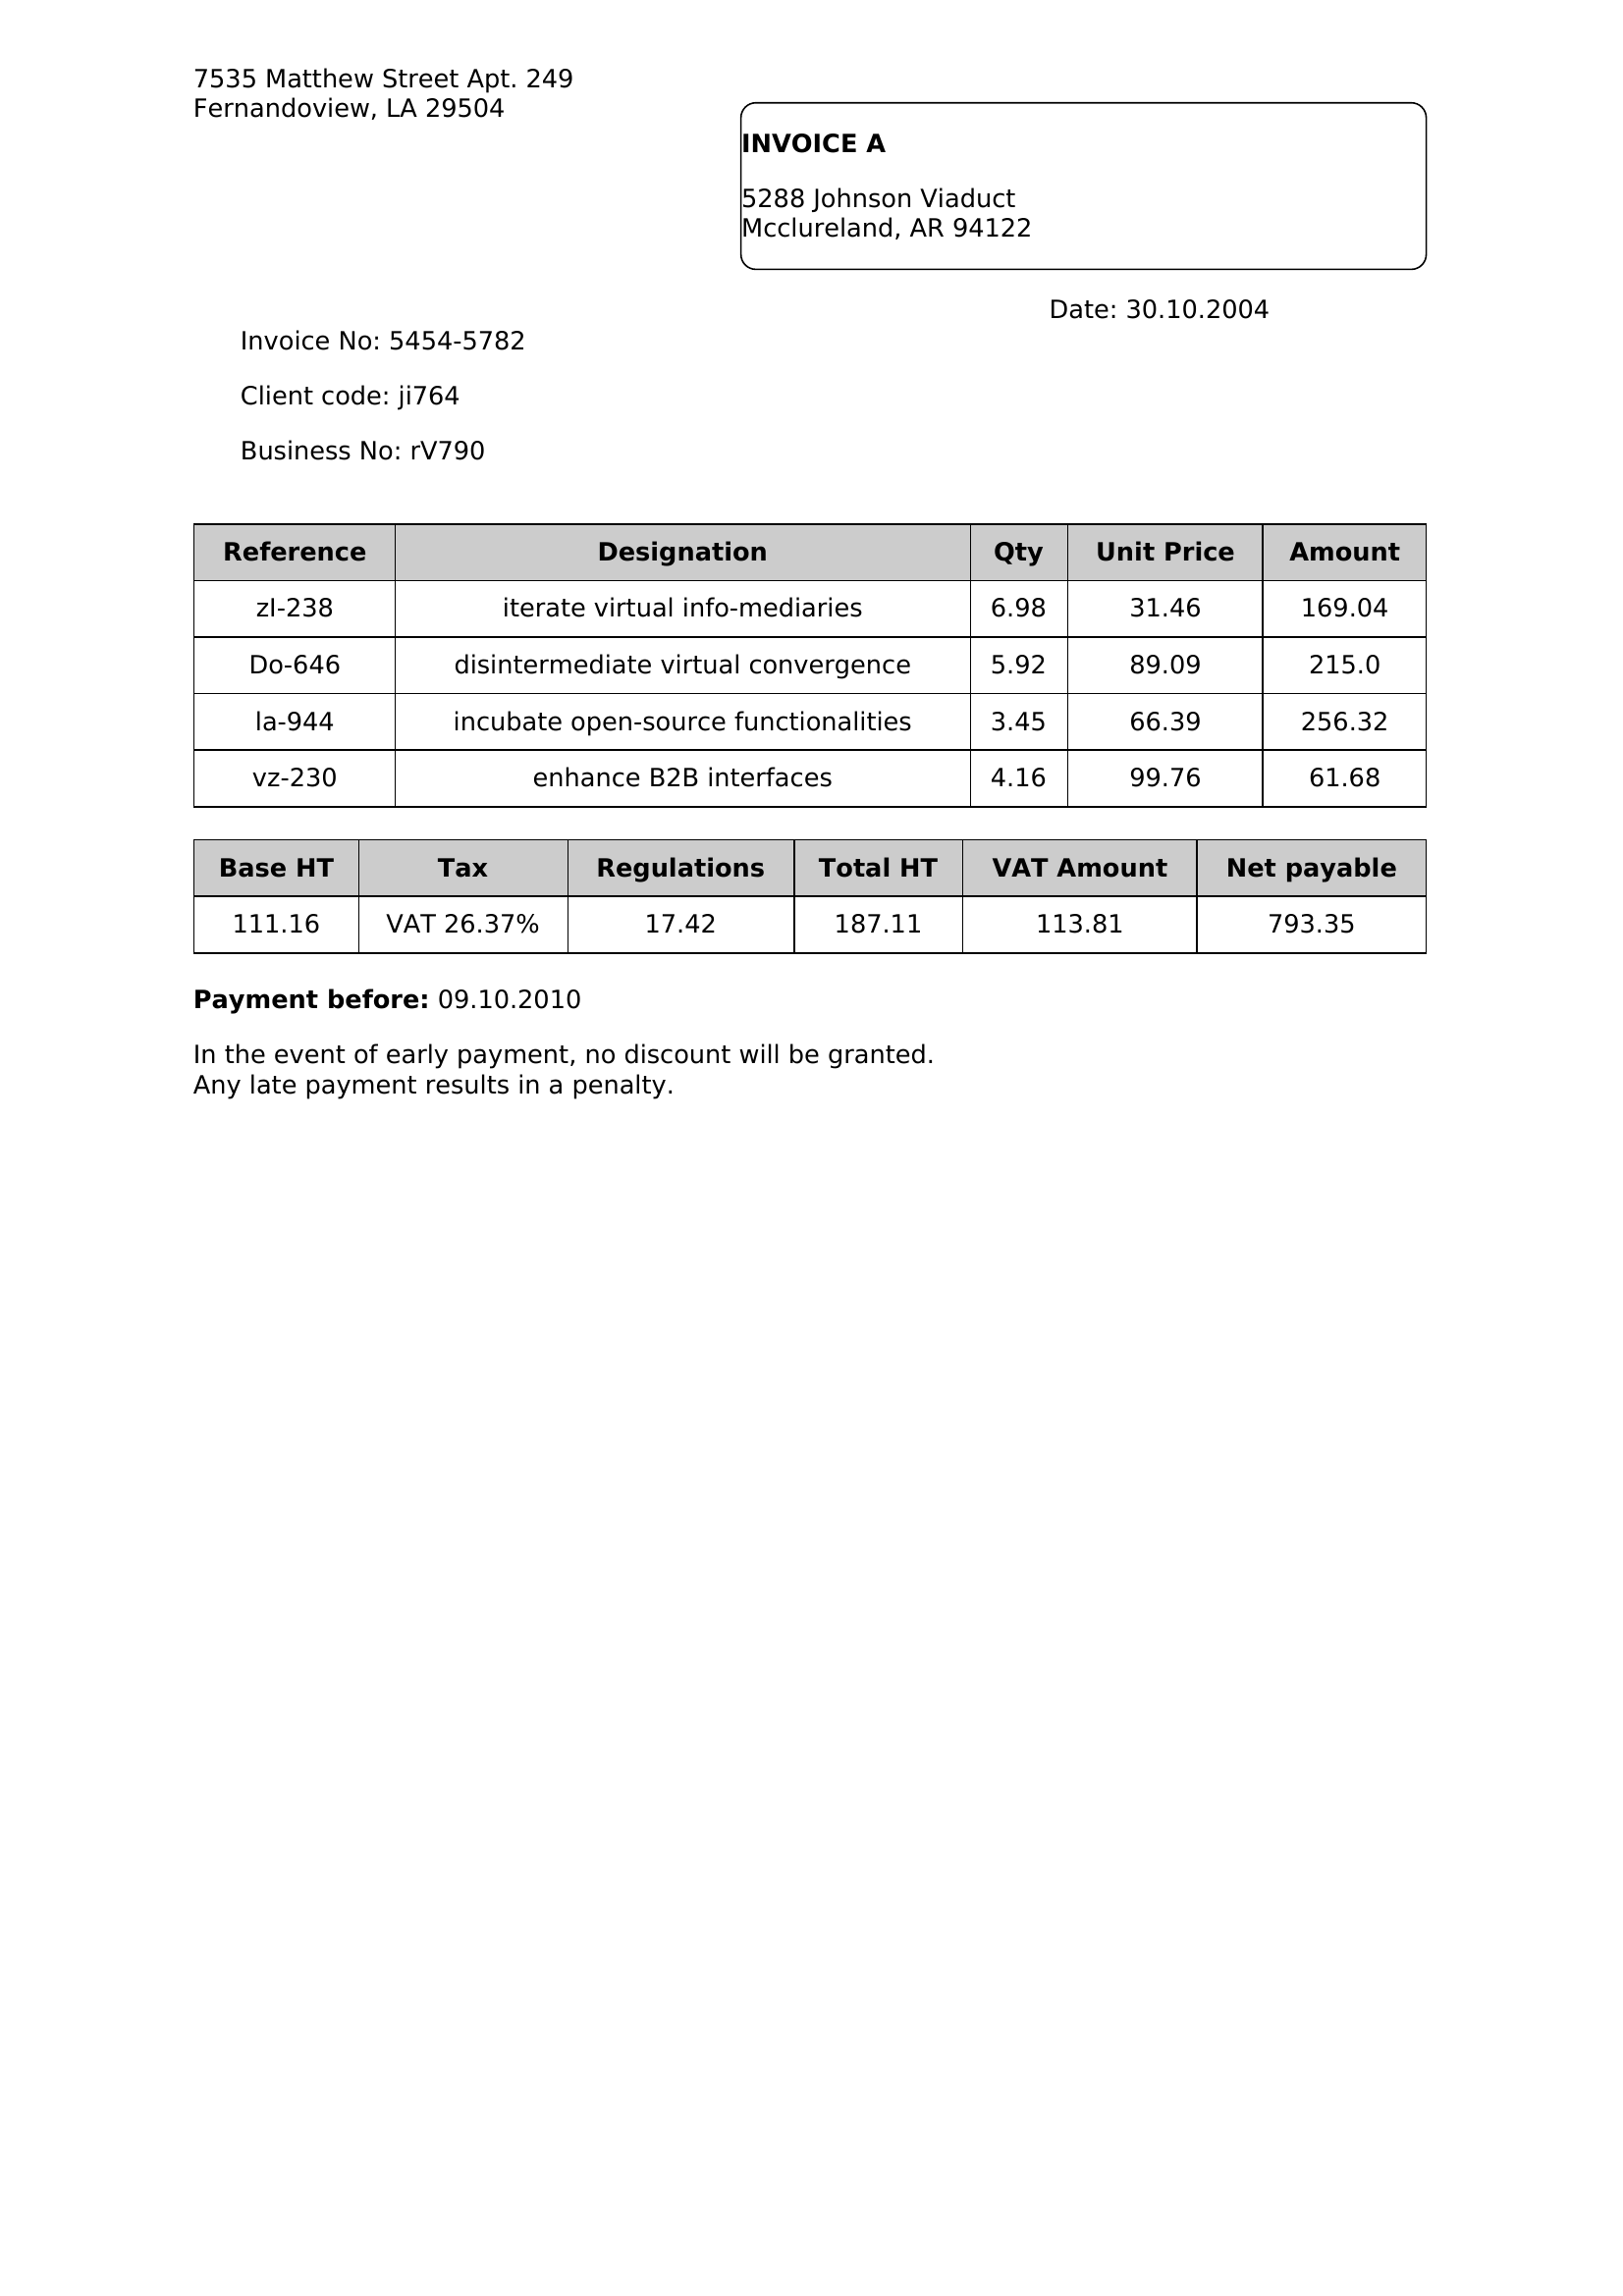 7535 Matthew Street Apt. 249
Fernandoview, LA 29504
INVOICE A
5288 Johnson Viaduct
Mcclureland, AR 94122
Date: 30.10.2004
Invoice No: 5454-5782
Client code: ji764
Business No: rV790
Reference Designation Qty Unit Price Amount
zl-238 iterate virtual info-mediaries 6.98 31.46 169.04
Do-646 disintermediate virtual convergence 5.92 89.09 215.0
la-944 incubate open-source functionalities 3.45 66.39 256.32
vz-230 enhance B2B interfaces 4.16 99.76 61.68
Base HT Tax Regulations Total HT VAT Amount Net payable
111.16 VAT 26.37% 17.42 187.11 113.81 793.35
Payment before: 09.10.2010
In the event of early payment, no discount will be granted.
Any late payment results in a penalty.